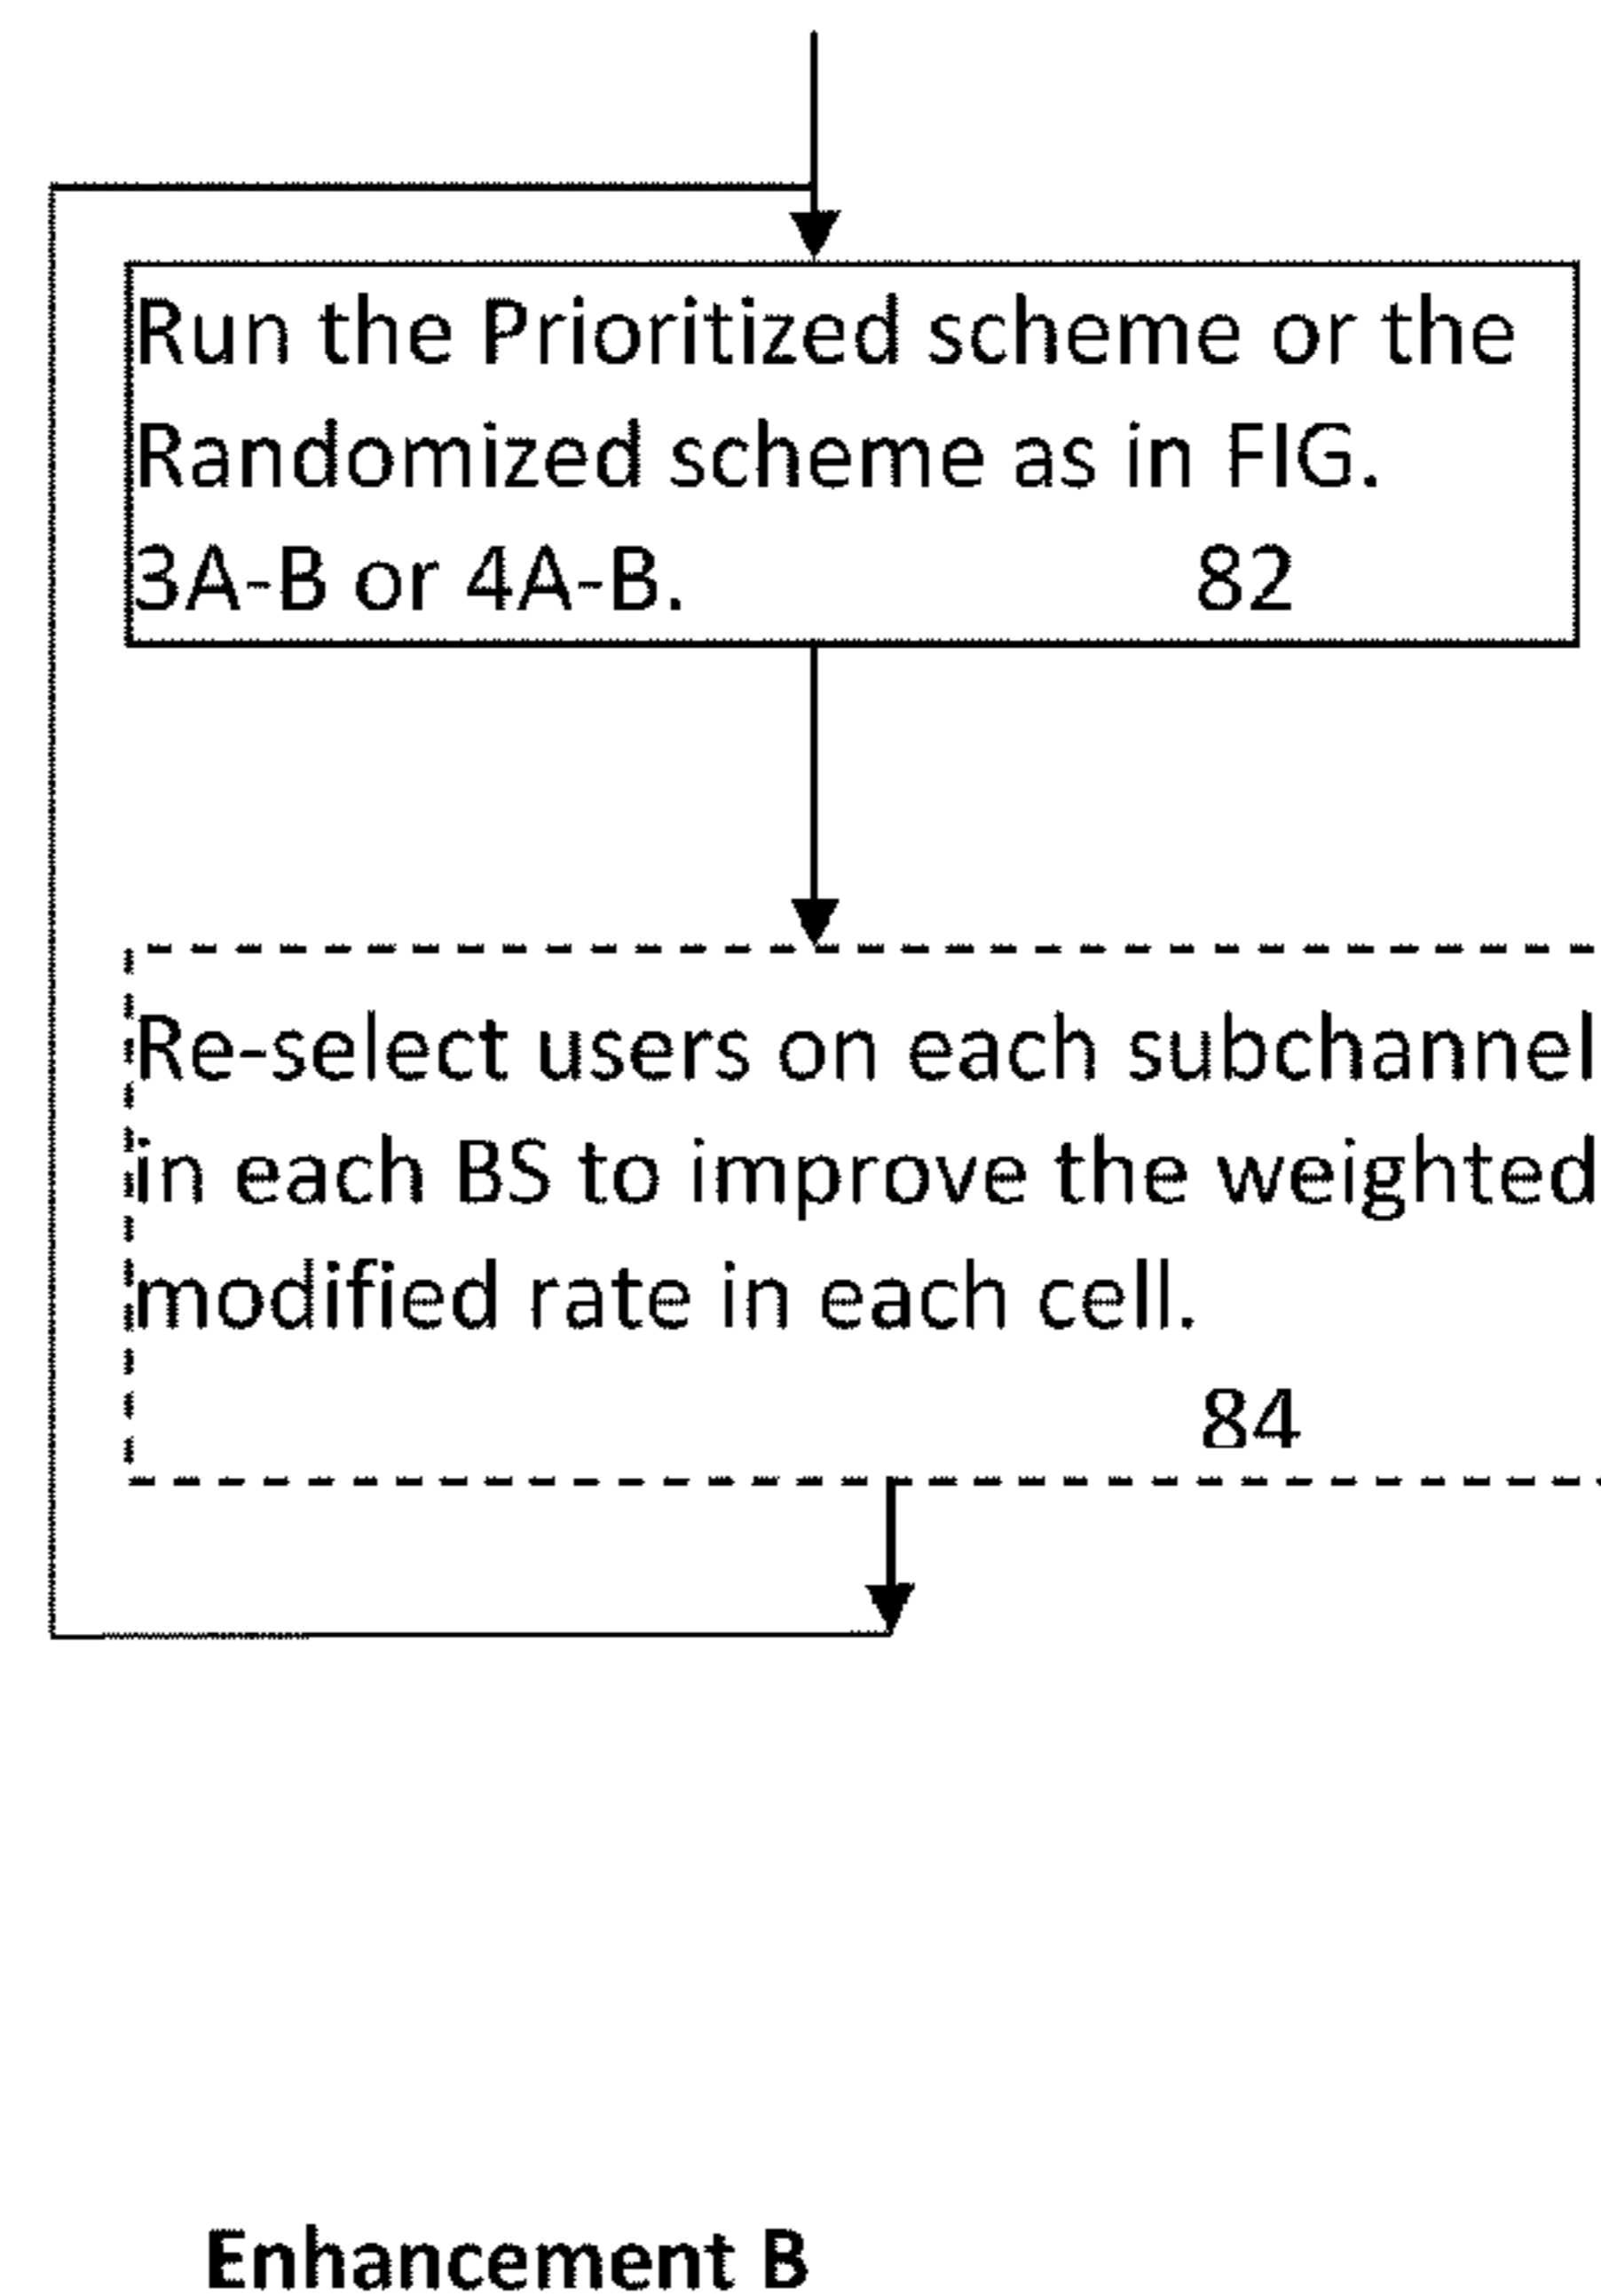 Run the Prioritized scheme or the
Randomized scheme as in FIG.
3A-B or 4A-B. 82
Re-select users on each subchannel
in each BS to improve the weighted
modified rate in each cell.
84
Enhancement B